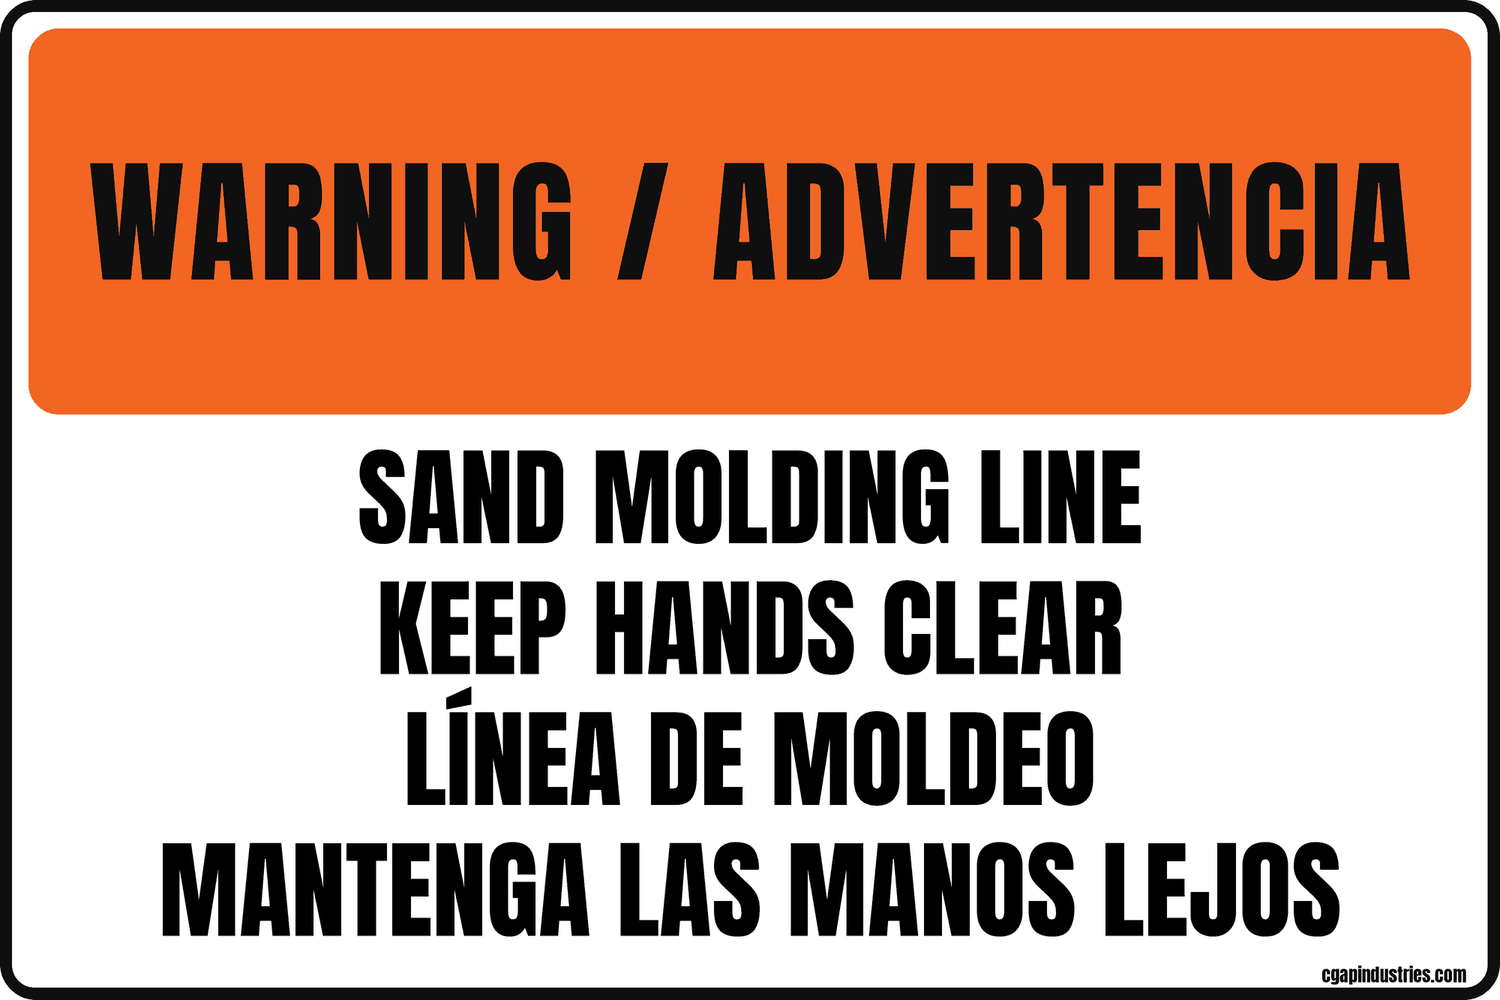 WARNING / ADVERTENCIA
SAND MOLDING LINE
KEEP HANDS CLEAR
LÍNEA DE MOLDEO
MANTENGA LAS MANOS LEJOS
cgapindustries.com